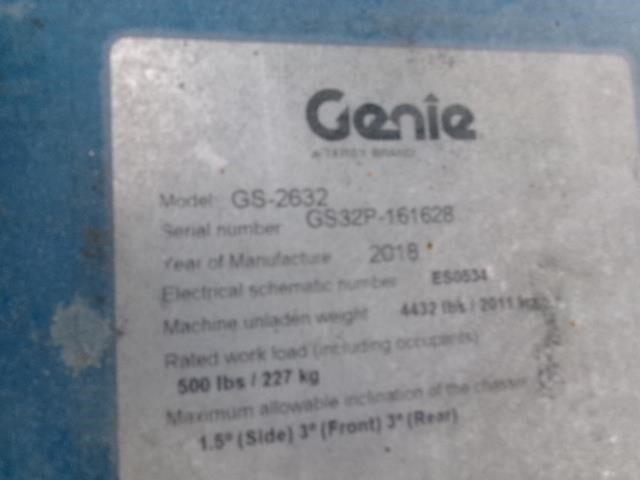 Genie
A TEREX BRAND
Model: GS-2632
Serial number GS32P-161628
Year of Manufacture 2018
Electrical schematic number ES0534
Machine unladen weight 4432 lbs / 2011 kg
Rated work load (including occupants)
500 lbs / 227 kg
Maximum allowable inclination of the chassis
1.5° (Side) 3° (Front) 3° (Rear)